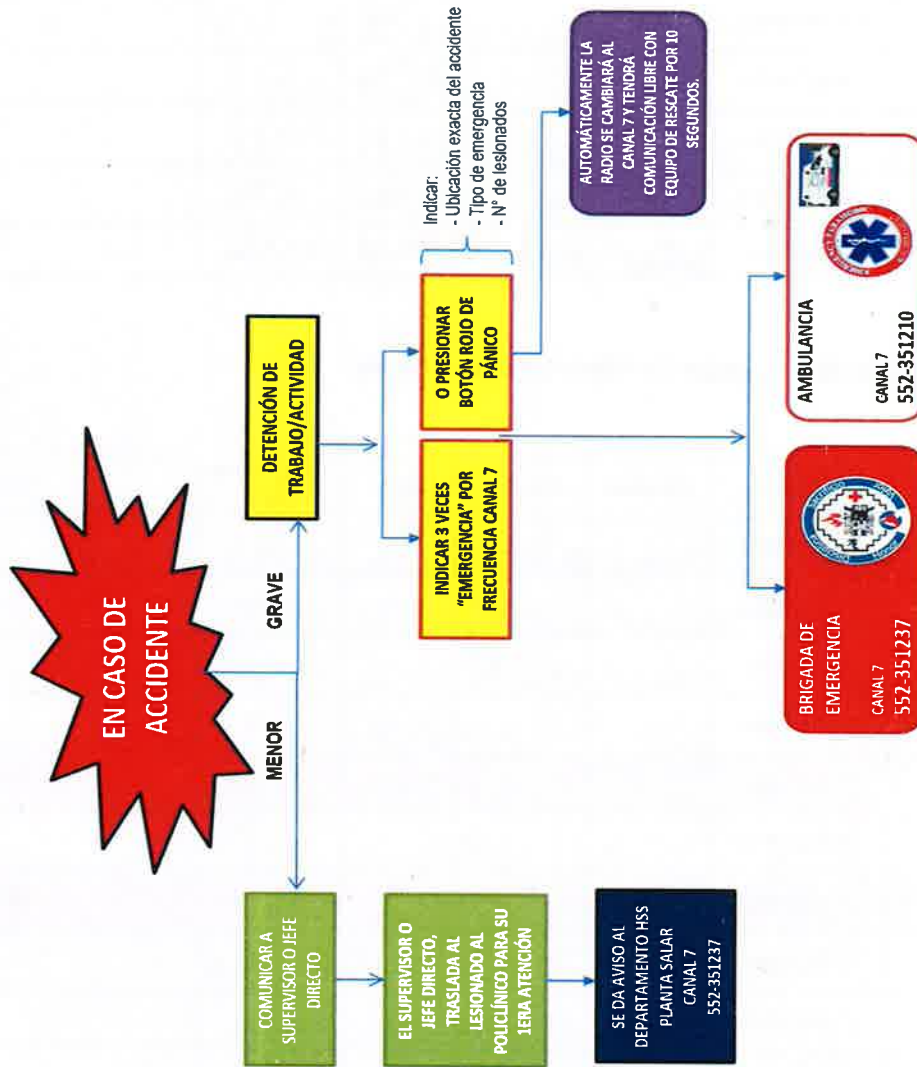 EN CASO DE
ACCIDENTE
MENOR
GRAVE
COMUNICAR A
SUPERVISOR O JEFE
DIRECTO
EL SUPERVISOR O
JEFE DIRECTO,
TRASLADA AL
LESIONADO AL
POLICLÍNICO PARA SU
1ERA ATENCIÓN
SE DA AVISO AL
DEPARTAMENTO HSS
PLANTA SALAR
CANAL 7
552-351237
DETENCIÓN DE
TRABAJO/ACTIVIDAD
INDICAR 3 VECES
"EMERGENCIA" POR
FRECUENCIA CANAL 7
O PRESIONAR
BOTÓN ROJO DE
PÁNICO
Indicar:
- Ubicación exacta del accidente
- Tipo de emergencia
- N° de lesionados
AUTOMÁTICAMENTE LA
RADIO SE CAMBIARÁ AL
CANAL 7 Y TENDRÁ
COMUNICACIÓN LIBRE CON
EQUIPO DE RESCATE POR 10
SEGUNDOS.
BRIGADA DE
EMERGENCIA
CANAL 7
552-351237
Sacrificio
Honor
AMBULANCIA
CANAL 7
552-351210
EMERGENCY PARAMEDIC